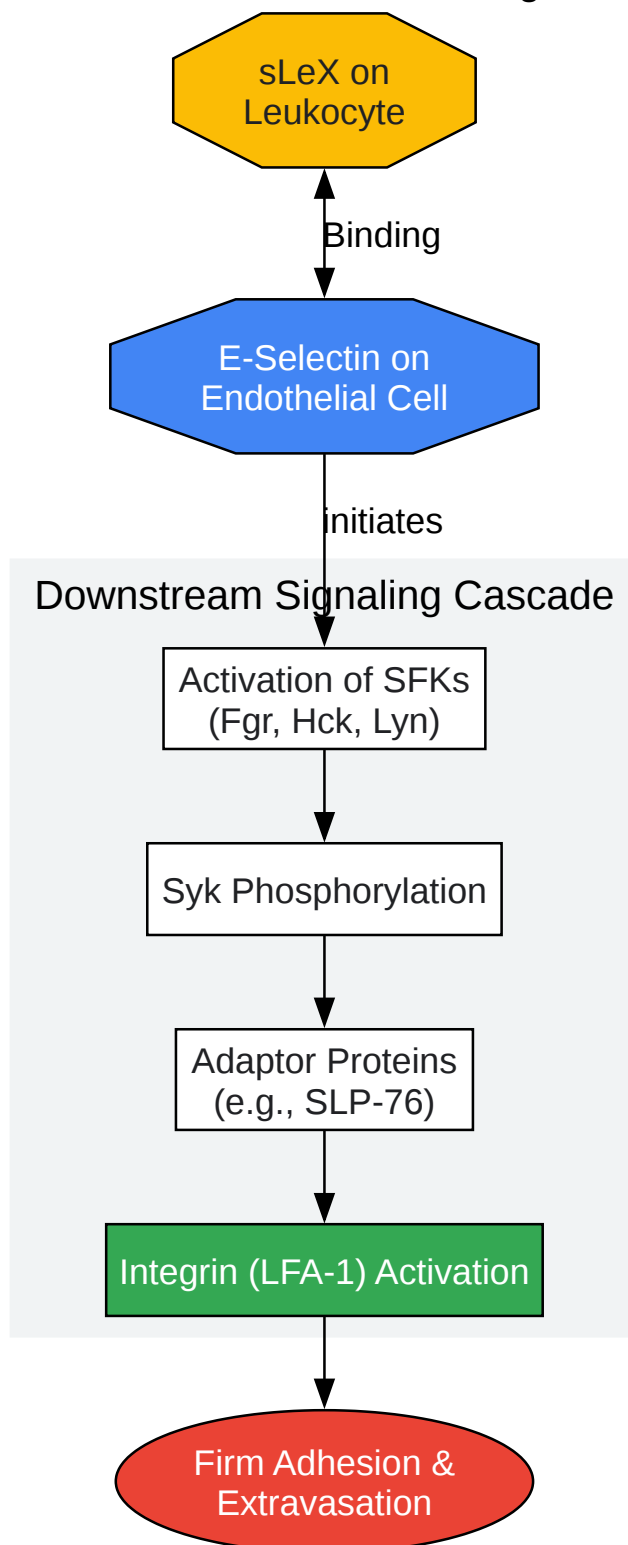 sLeX on
Leukocyte
Binding
E-Selectin on
Endothelial Cell
initiates
Downstream Signaling Cascade
Activation of SFKs
(Fgr, Hck, Lyn)
Syk Phosphorylation
Adaptor Proteins
(e.g., SLP-76)
Integrin (LFA-1) Activation
Firm Adhesion &
Extravasation